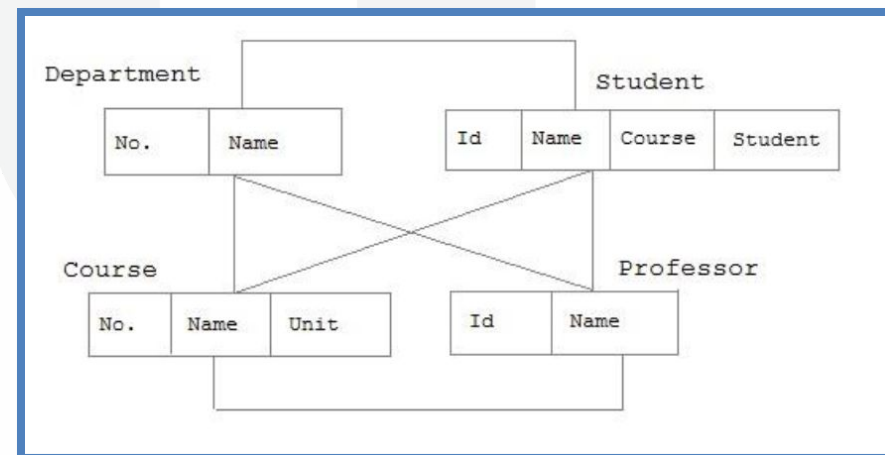 Department
Student
No. Name
Id Name Course Student
Course
Professor
No. Name Unit
Id Name